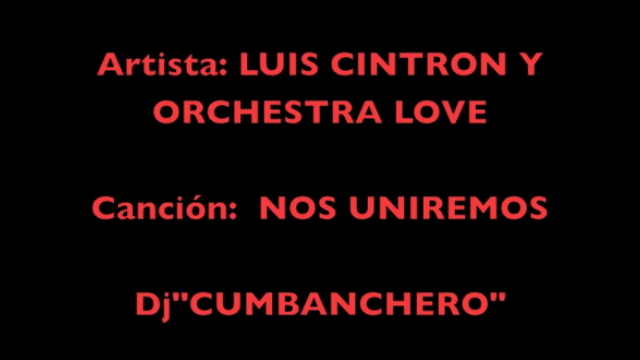 Artista: LUIS CINTRON Y
ORCHESTRA LOVE
Canción: NOS UNIREMOS
Dj"CUMBANCHERO"